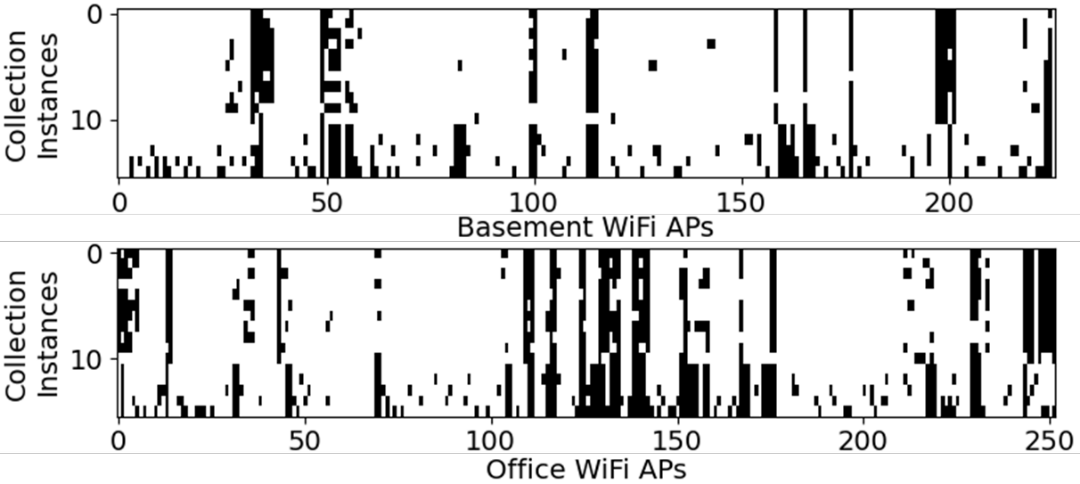 Collection
Instances
0
10
0 50 100 150 200
Basement WiFi APs
Collection
Instances
0
10
0 50 100 150 200 250
Office WiFi APs